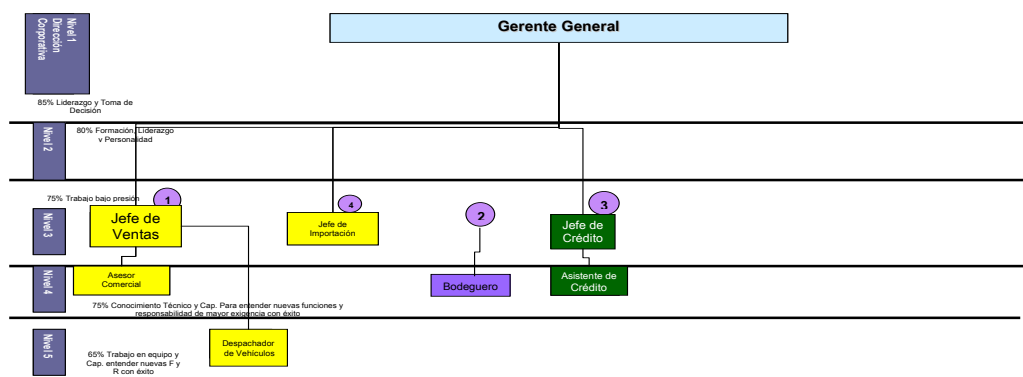 Nivel 1
Dirección
Corporativa
Gerente General
85% Liderazgo y Toma de
Decisión
Nivel 2
80% Formación, Liderazgo
y Personalidad
75% Trabajo bajo presión
1
4
2
3
Nivel 3
Jefe de
Ventas
Jefe de
Importación
Jefe de
Crédito
Nivel 4
Asesor
Comercial
Bodeguero
Asistente de
Crédito
75% Conocimiento Técnico y Cap. Para entender nuevas funciones y
responsabilidad de mayor exigencia con éxito
Nivel 5
65% Trabajo en equipo y
Cap. entender nuevas F y
R con éxito
Despachador
de Vehículos